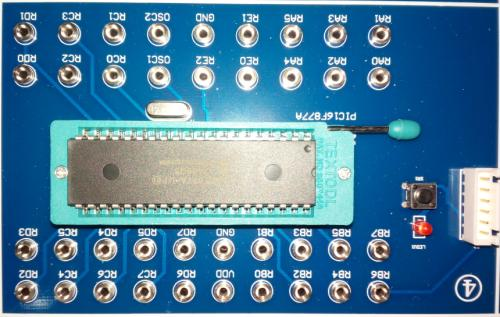 RD1 RC3 RC1 OSC2 GND RE1 RA5 RA3 RA1
RD0 RC2 RC0 OSC1 RE2 RE0 RA4 RA2 RA0
PIC16F877A
TEXTOOL
RD3 RC5 RD4 RD5 RD7 GND RB1 RB3 RB5 RB7
RD2 RC4 RC6 RC7 RD6 VDD RB0 RB2 RB4 RB6
4